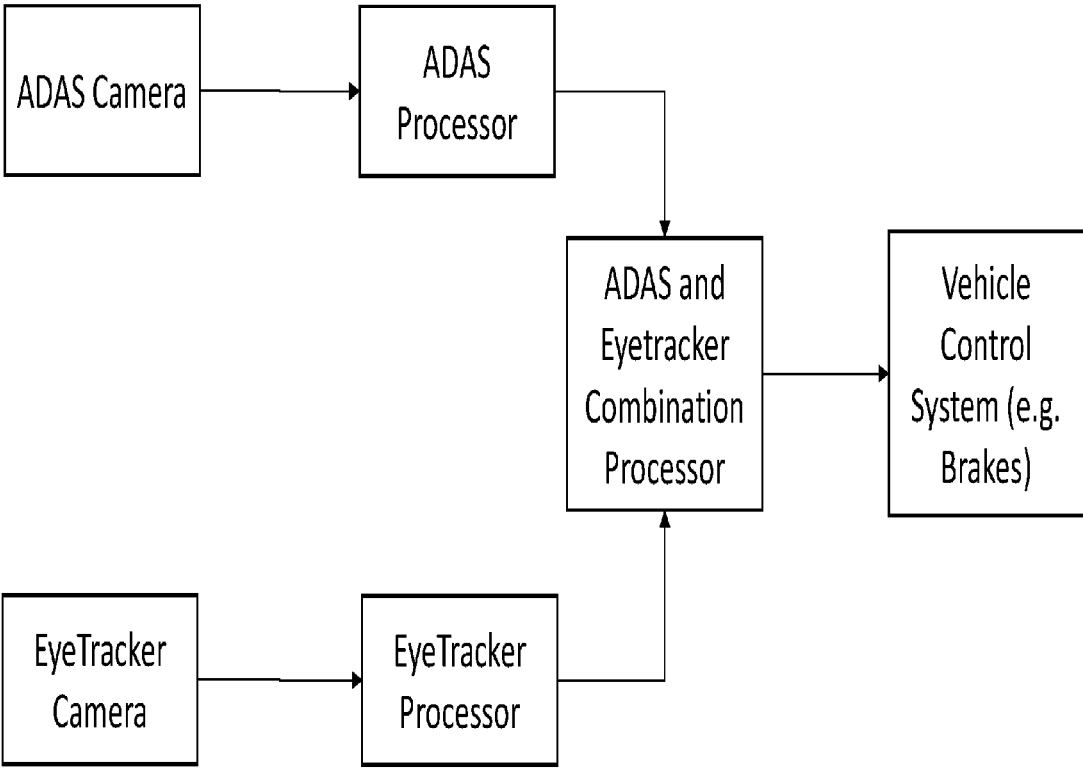 ADAS Camera
ADAS
Processor
ADAS and
Eyetracker
Combination
Processor
Vehicle
Control
System (e.g.
Brakes)
EyeTracker
Camera
EyeTracker
Processor